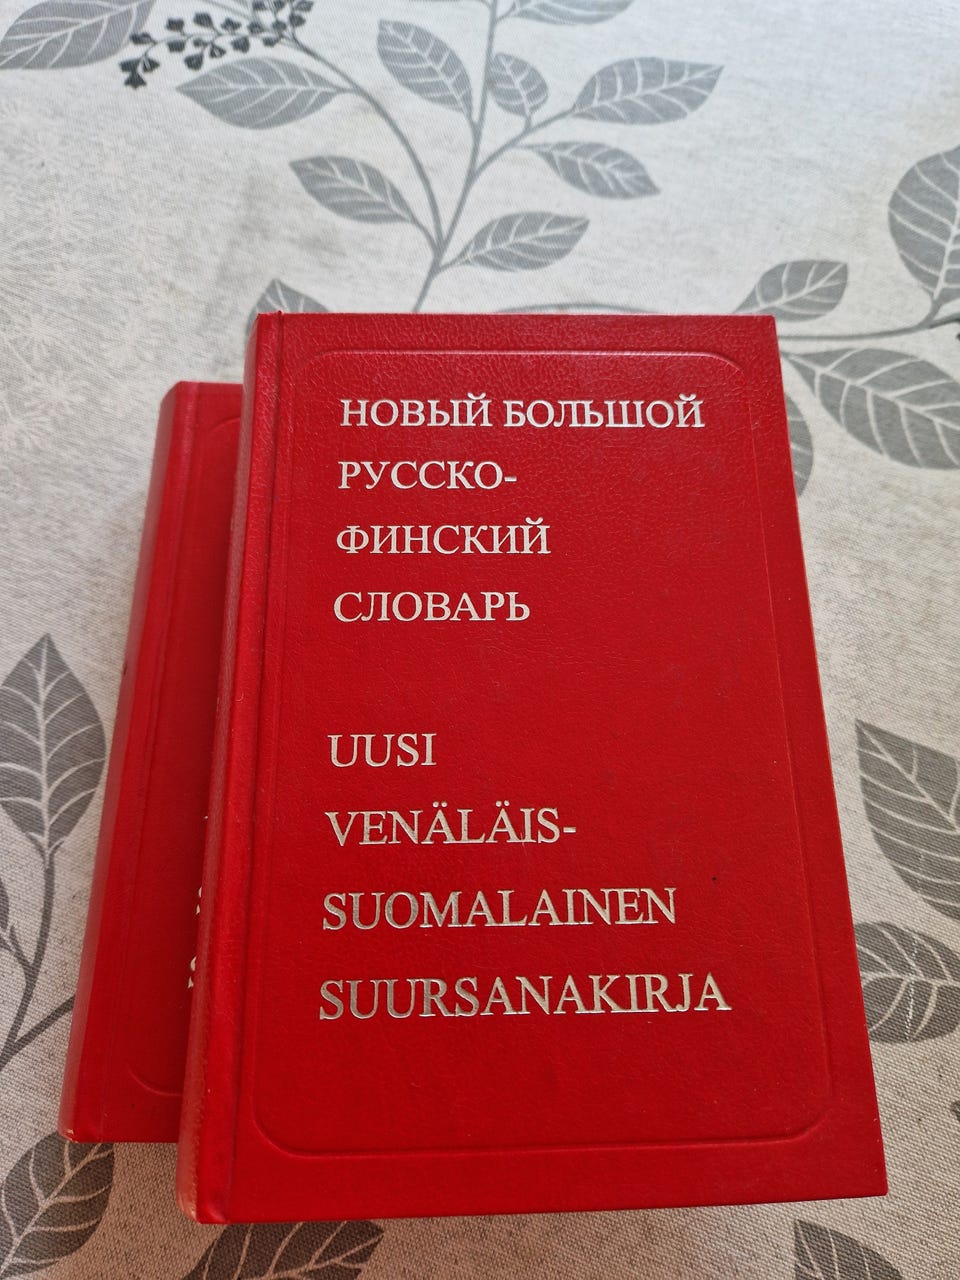 НОВЫЙ БОЛЬШОЙ
РУССКО-
ФИНСКИЙ
СЛОВАРЬ
UUSI
VENÄLÄIS-
SUOMALAINEN
SUURSANAKIRJA